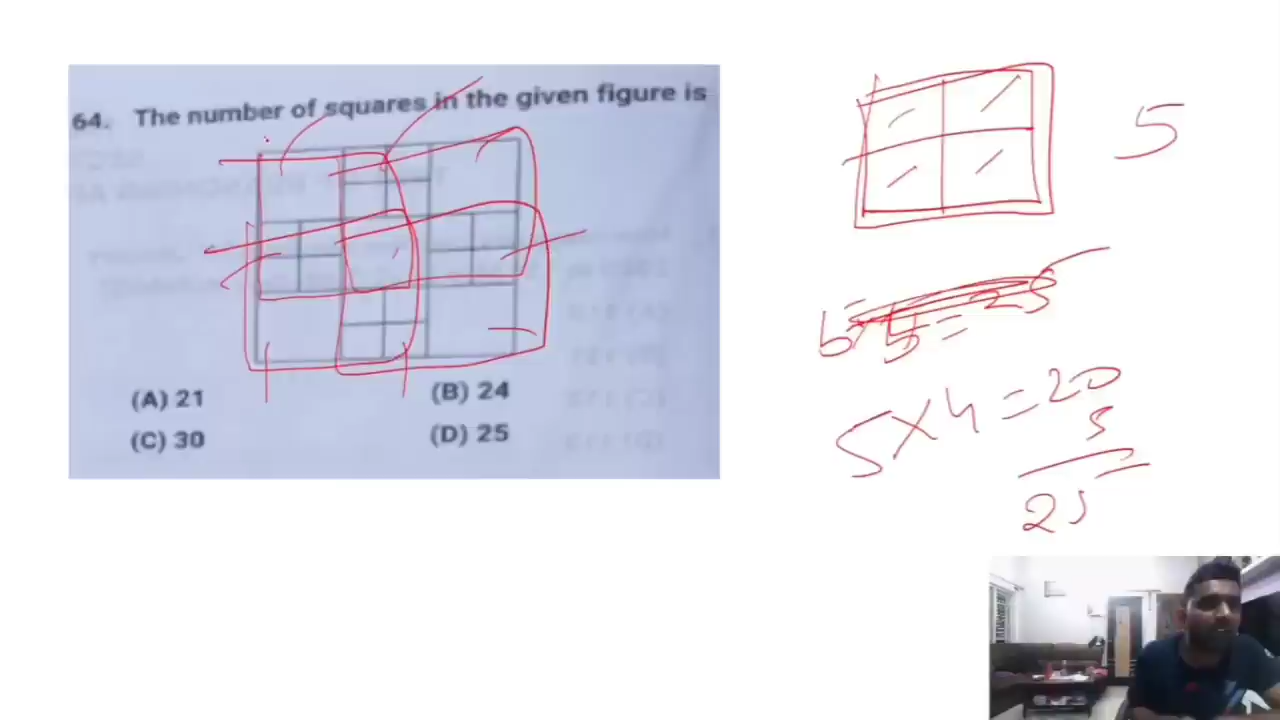 64. The number of squares in the given figure is
(A) 21
(B) 24
(C) 30
(D) 25
5
5 × 4 = 20
5
25